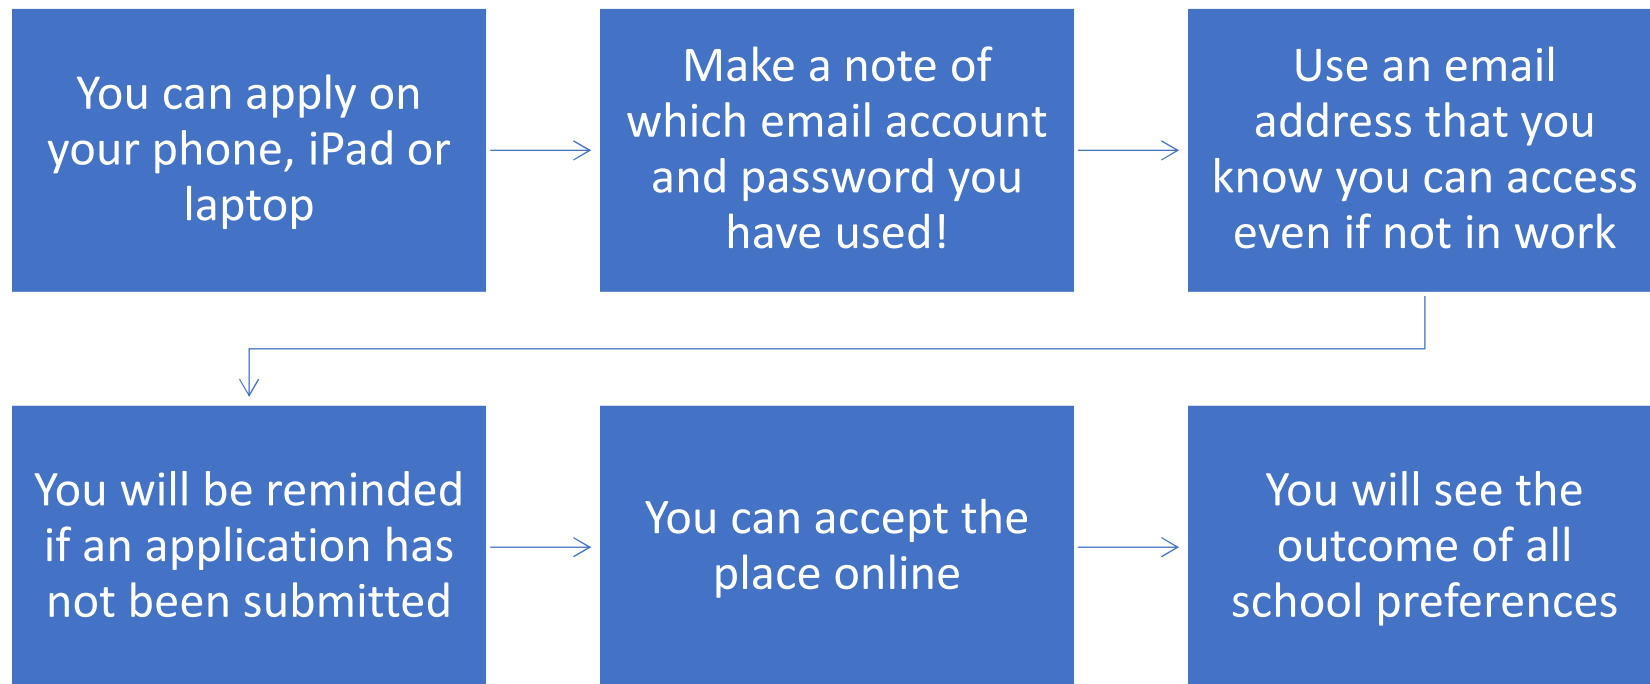 You can apply on
your phone, iPad or
laptop
Make a note of
which email account
and password you
have used!
Use an email
address that you
know you can access
even if not in work
You will be reminded
if an application has
not been submitted
You can accept the
place online
You will see the
outcome of all
school preferences